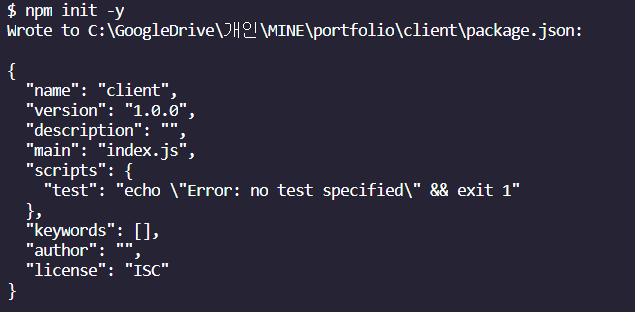 $ npm init -y
Wrote to C:\GoogleDrive\개인\MINE\portfolio\client\package.json:

{
  "name": "client",
  "version": "1.0.0",
  "description": "",
  "main": "index.js",
  "scripts": {
    "test": "echo \"Error: no test specified\" && exit 1"
  },
  "keywords": [],
  "author": "",
  "license": "ISC"
}